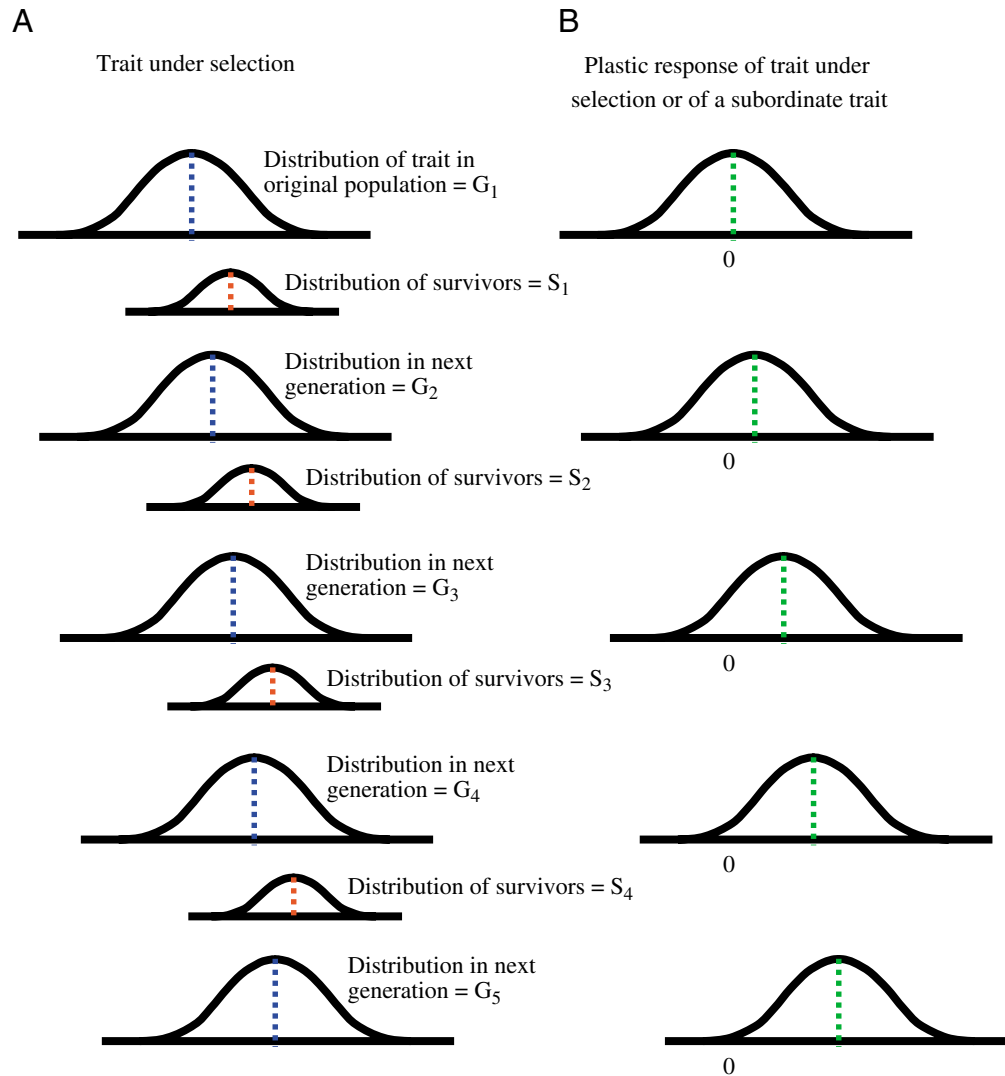 A
B
Trait under selection
Plastic response of trait under
selection or of a subordinate trait
Distribution of trait in
original population = G₁
0
Distribution of survivors = S₁
Distribution in next
generation = G₂
0
Distribution of survivors = S₂
Distribution in next
generation = G₃
0
Distribution of survivors = S₃
Distribution in next
generation = G₄
0
Distribution of survivors = S₄
Distribution in next
generation = G₅
0